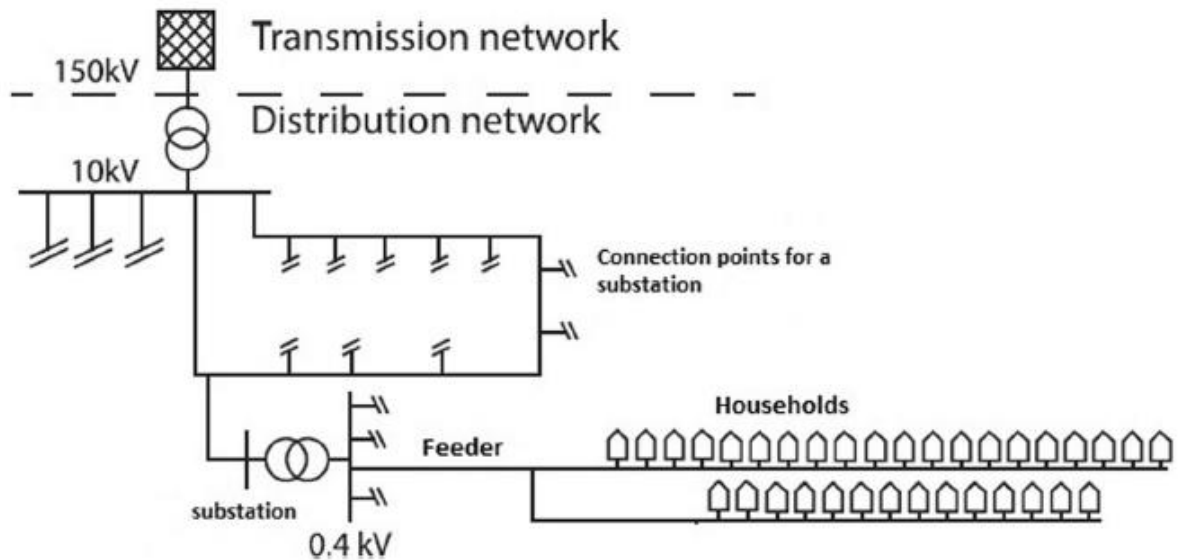 Transmission network
150kV
Distribution network
10kV
Connection points for a
substation
Households
Feeder
substation
0.4 kV